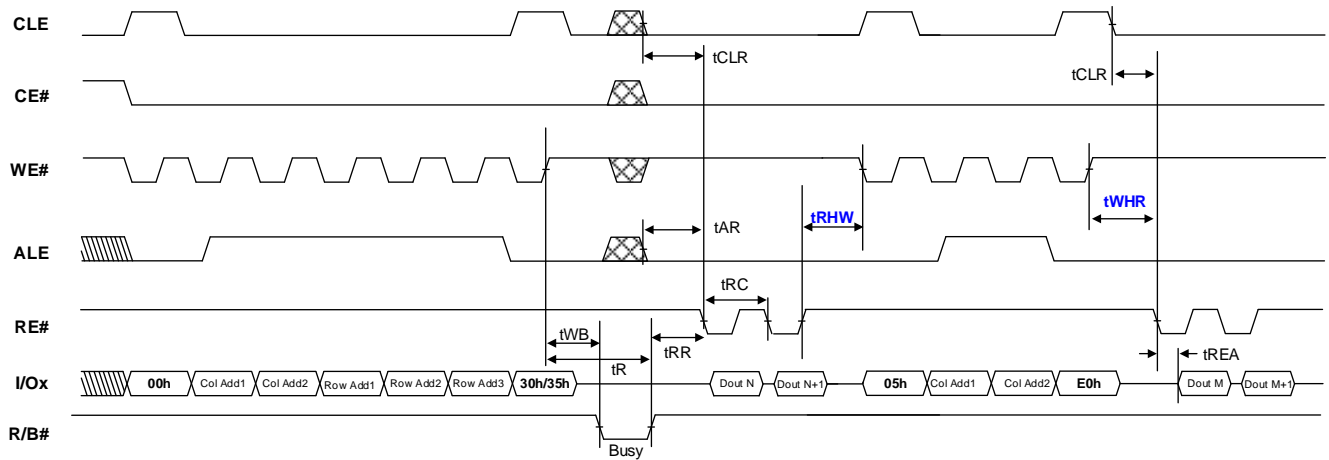 CLE
tCLR
tCLR
CE#
WE#
tWHR
tRHW
tAR
ALE
tRC
RE#
tWB
tRR
tR
tREA
I/Ox 00h Col Add1 Col Add2 Row Add1 Row Add2 Row Add3 30h/35h Dout N Dout N+1 05h Col Add1 Col Add2 E0h Dout M Dout M+1
R/B#
Busy